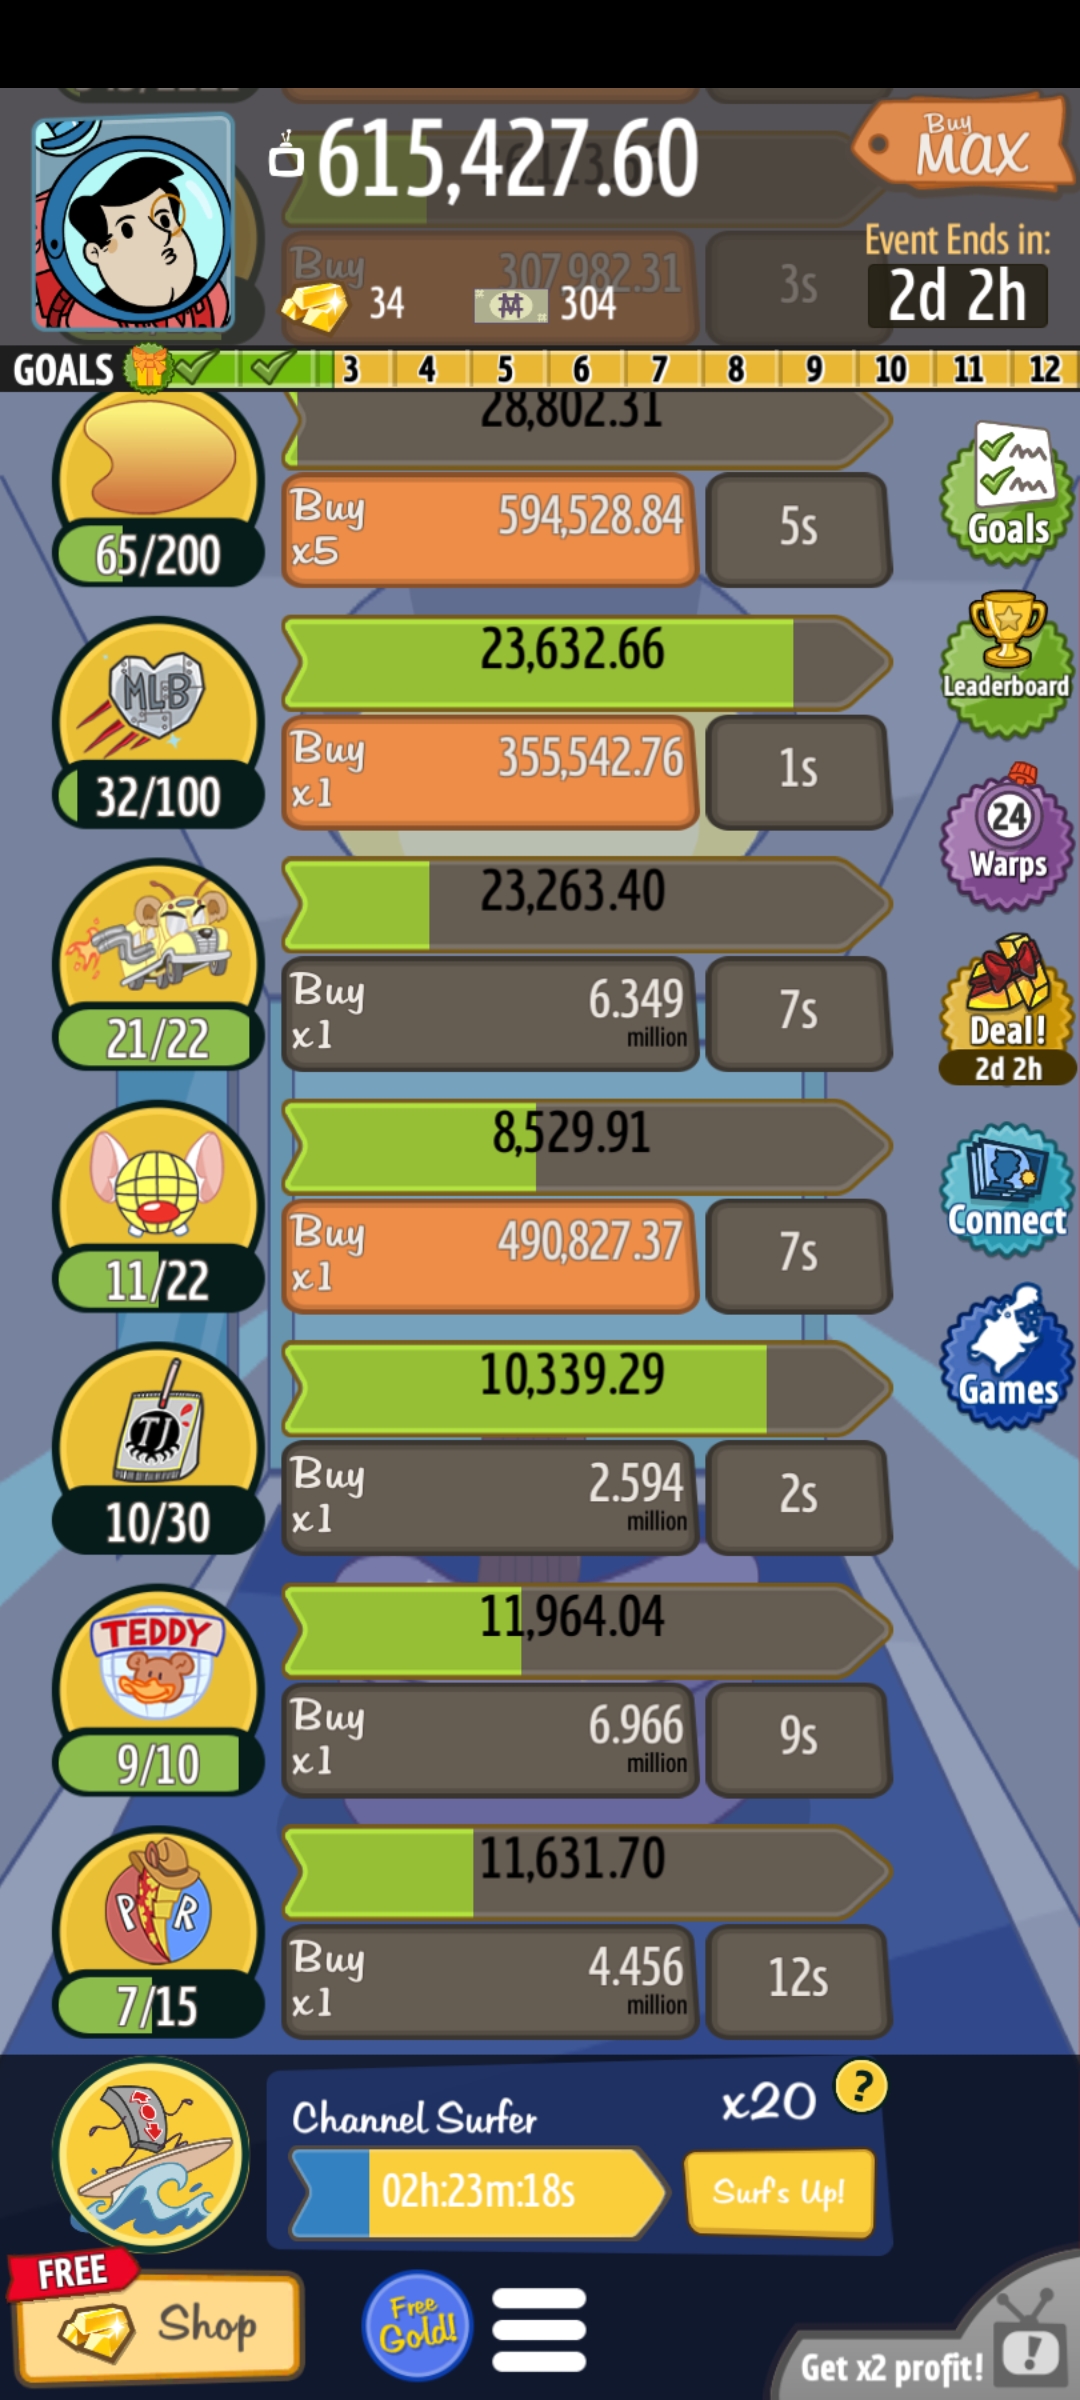 615,427.60
Buy
MAX
Buy
307,982.31
3s
Event Ends in:
2d 2h
34
304
GOALS
3
4
5
6
7
8
9
10
11
12
28,802.31
Buy
x5
594,528.84
5s
65/200
Goals
MLB
23,632.66
Buy
x1
355,542.76
1s
32/100
Leaderboard
24
Warps
23,263.40
Buy
x1
6.349
million
7s
21/22
Deal!
2d 2h
8,529.91
Buy
x1
490,827.37
7s
11/22
Connect
TJ
10,339.29
Buy
x1
2.594
million
2s
10/30
Games
TEDDY
11,964.04
Buy
x1
6.966
million
9s
9/10
P R
11,631.70
Buy
x1
4.456
million
12s
7/15
Channel Surfer
x20
?
02h:23m:18s
Surf's Up!
FREE
Shop
Free
Gold!
Get x2 profit!
!